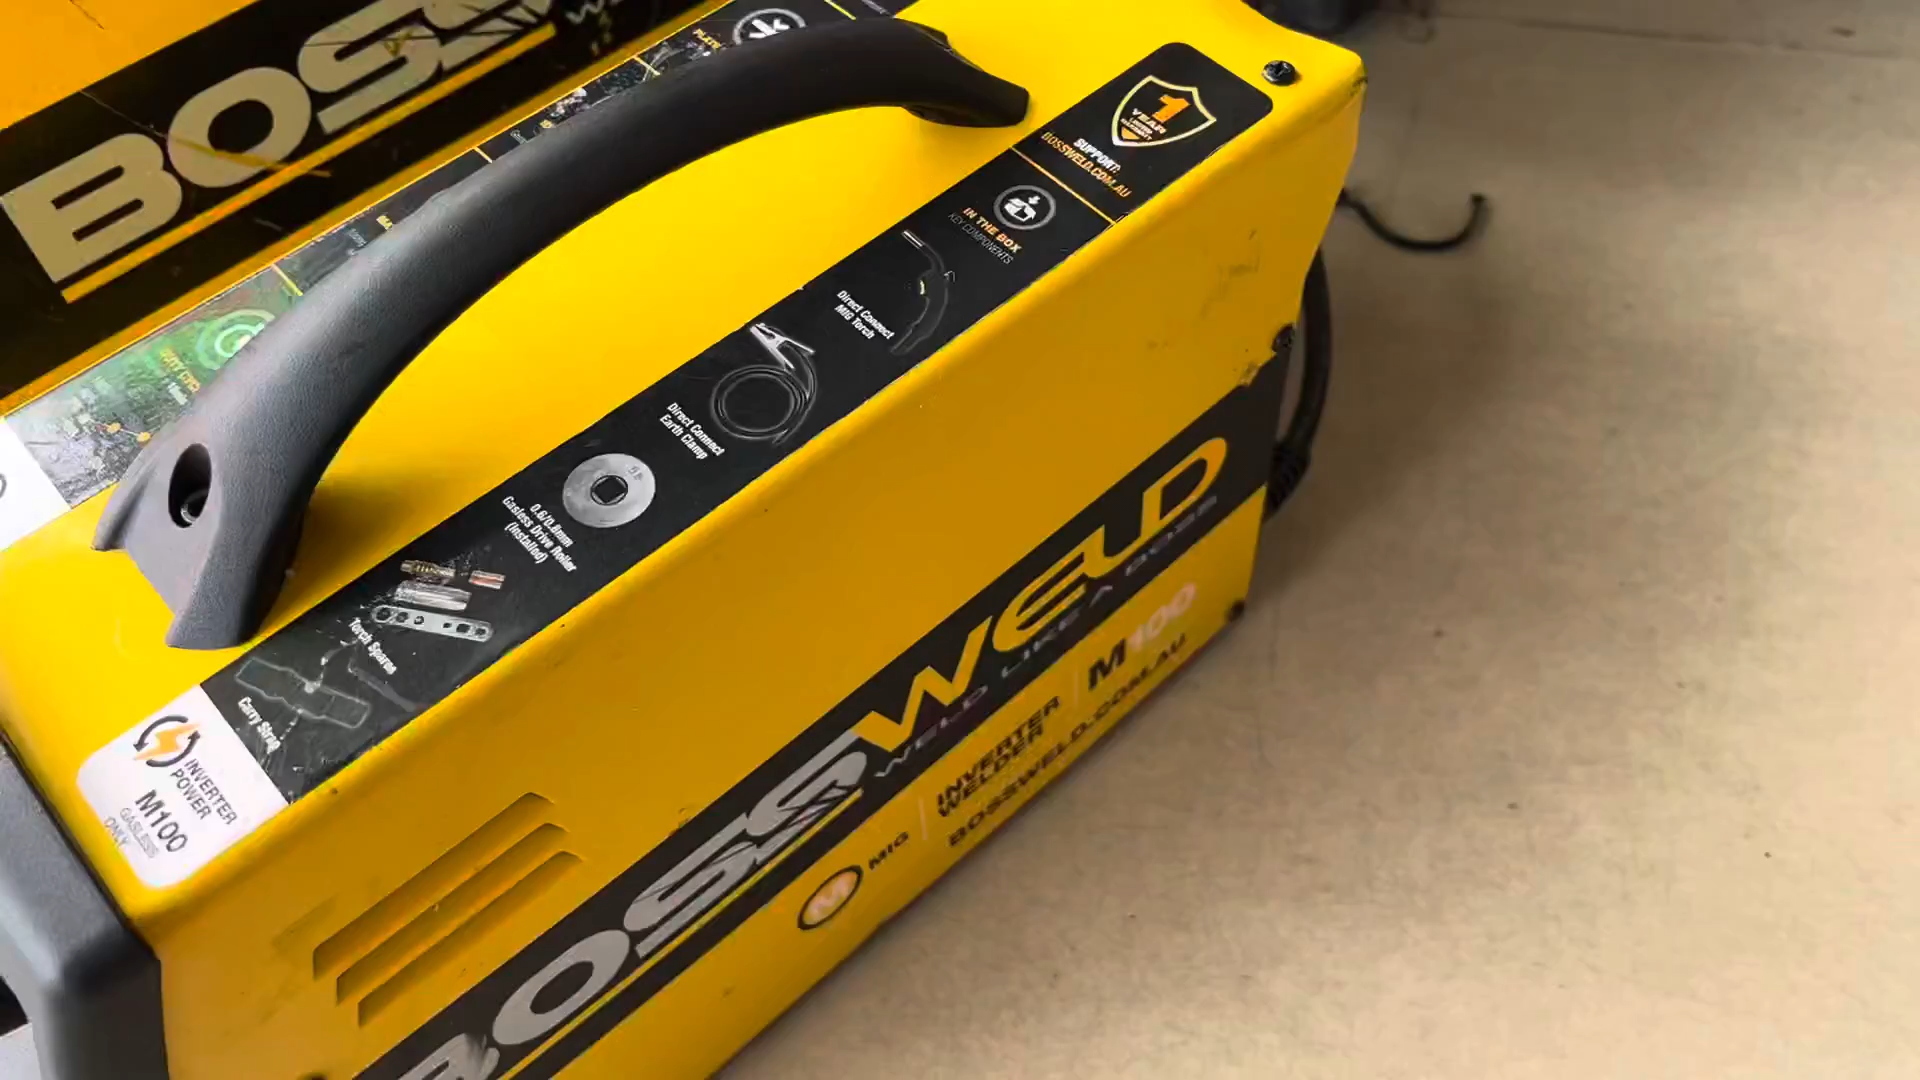 BOSS
1
YEAR
SUPPORT:
BOSSWELD.COM.AU
IN THE BOX
KEY COMPONENTS
Direct Connect
MIG Torch
Direct Connect
Earth Clamp
0.6/0.8mm
Gasless Drive Roller
(Installed)
Torch Spares
Carry Strap
INVERTER
POWER
M100
GASLESS
ONLY
BOSSWELD
WELD LIKE A BOSS
M MIG
INVERTER
WELDER
M100
BOSSWELD.COM.AU